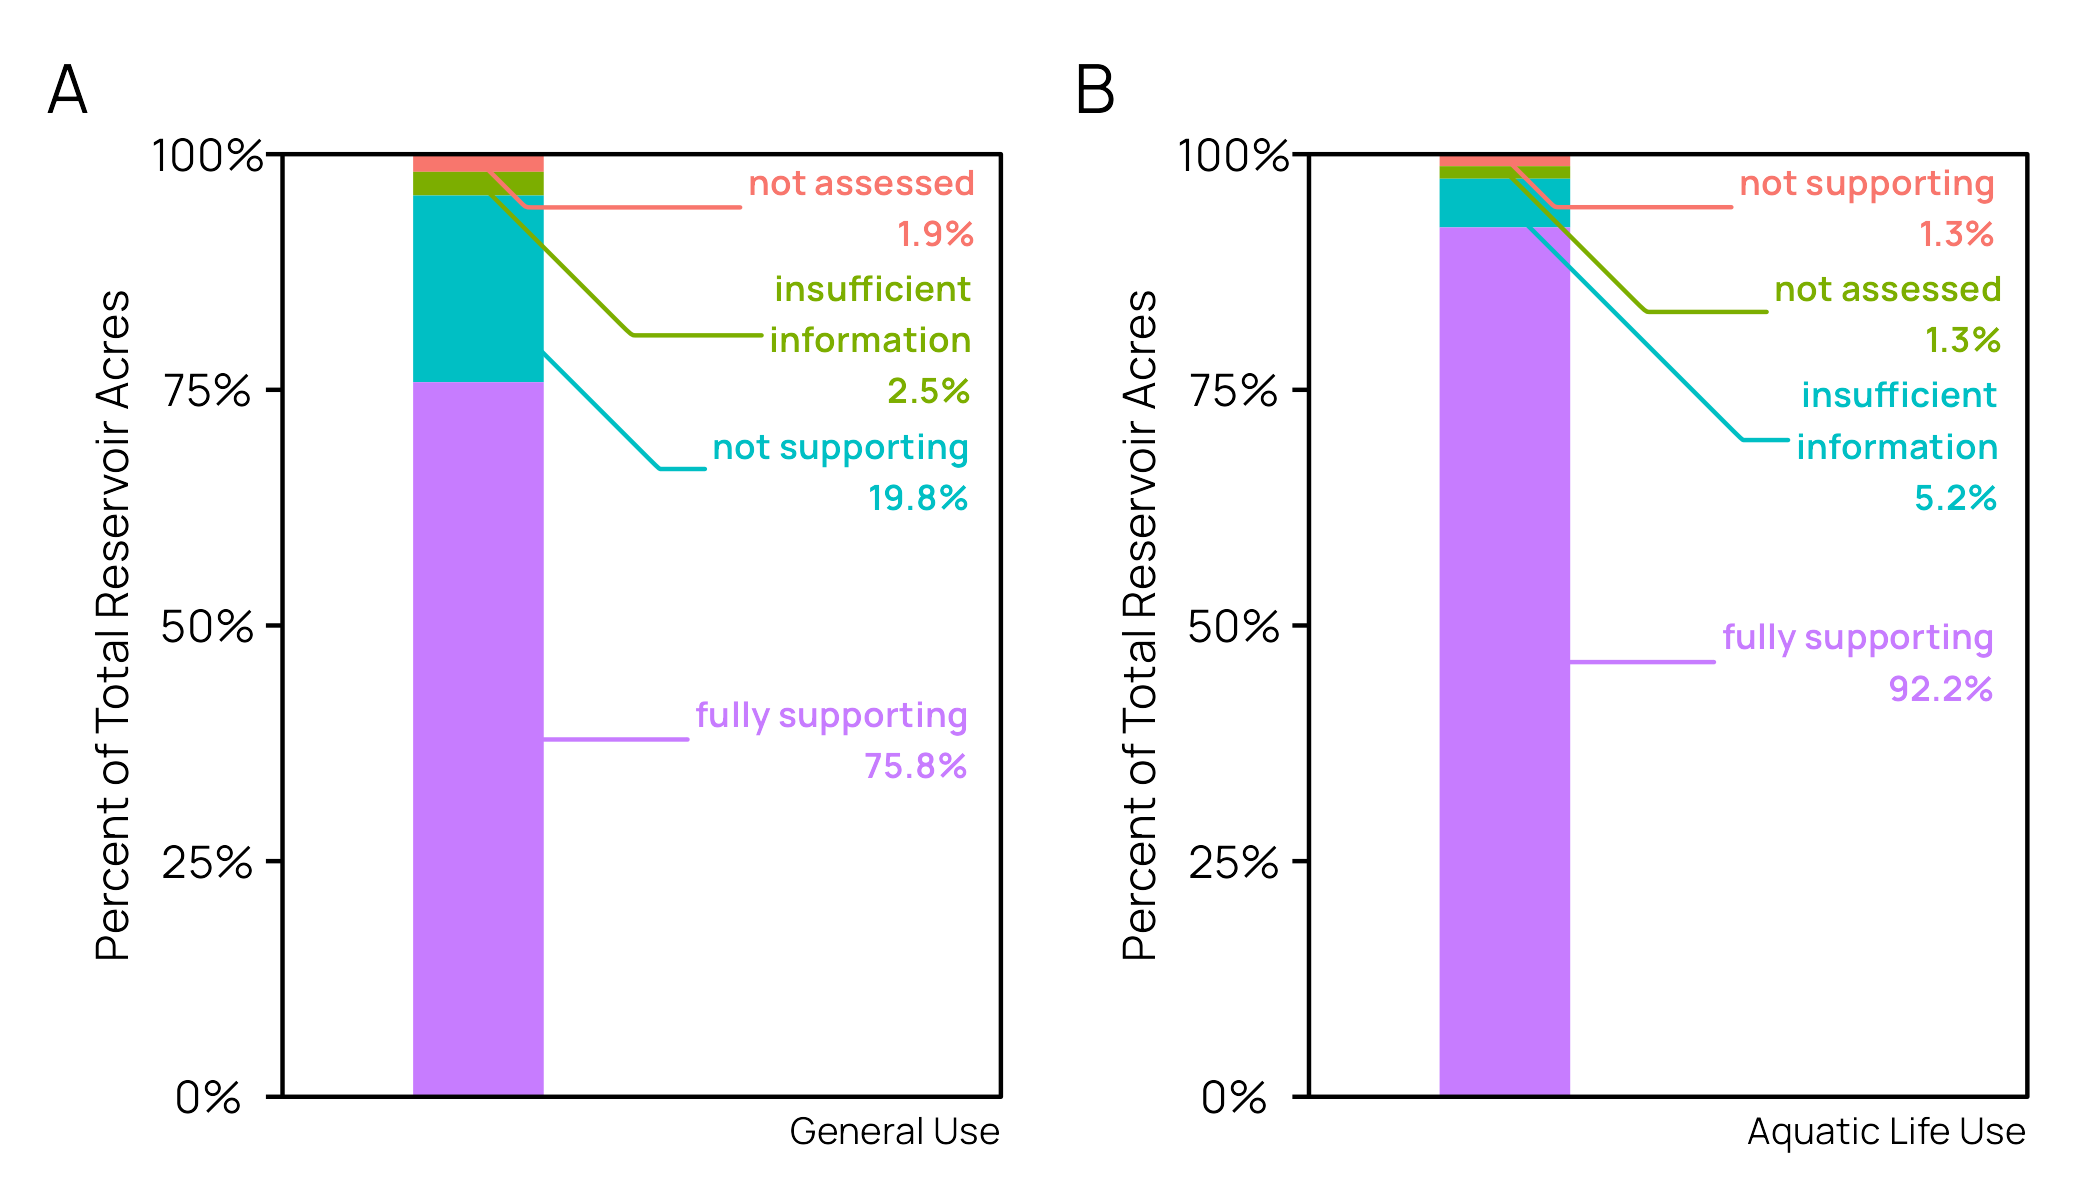 A
Percent of Total Reservoir Acres
100%
75%
50%
25%
0%
not assessed
1.9%
insufficient
information
2.5%
not supporting
19.8%
fully supporting
75.8%
General Use
B
Percent of Total Reservoir Acres
100%
75%
50%
25%
0%
not supporting
1.3%
not assessed
1.3%
insufficient
information
5.2%
fully supporting
92.2%
Aquatic Life Use